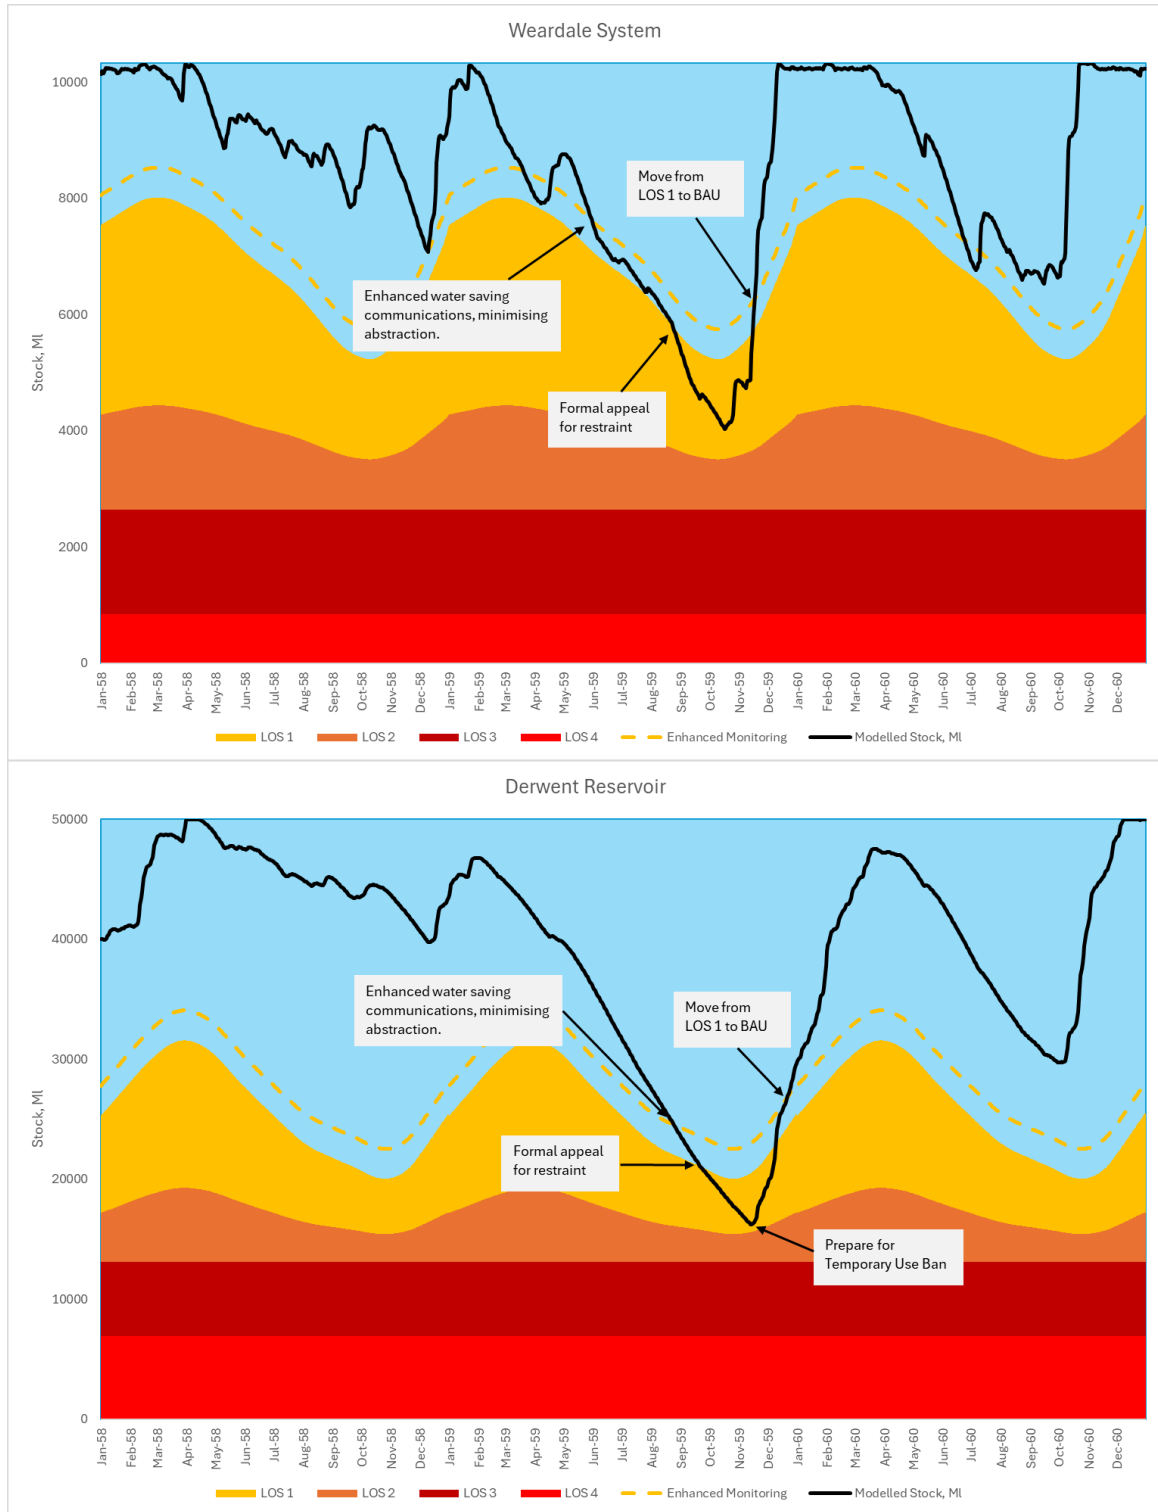 Weardale System
10000
8000
6000
4000
2000
0
Stock, Ml
Move from
LOS 1 to BAU
Enhanced water saving
communications, minimising
abstraction.
Formal appeal
for restraint
Jan-58
Feb-58
Mar-58
Apr-58
May-58
Jun-58
Jul-58
Aug-58
Sep-58
Oct-58
Nov-58
Dec-58
Jan-59
Feb-59
Mar-59
Apr-59
May-59
Jun-59
Jul-59
Aug-59
Sep-59
Oct-59
Nov-59
Dec-59
Jan-60
Feb-60
Mar-60
Apr-60
May-60
Jun-60
Jul-60
Aug-60
Sep-60
Oct-60
Nov-60
Dec-60
LOS 1 LOS 2 LOS 3 LOS 4 Enhanced Monitoring Modelled Stock, Ml
Derwent Reservoir
50000
40000
30000
20000
10000
0
Stock, Ml
Enhanced water saving
communications, minimising
abstraction.
Move from
LOS 1 to BAU
Formal appeal
for restraint
Prepare for
Temporary Use Ban
Jan-58
Feb-58
Mar-58
Apr-58
May-58
Jun-58
Jul-58
Aug-58
Sep-58
Oct-58
Nov-58
Dec-58
Jan-59
Feb-59
Mar-59
Apr-59
May-59
Jun-59
Jul-59
Aug-59
Sep-59
Oct-59
Nov-59
Dec-59
Jan-60
Feb-60
Mar-60
Apr-60
May-60
Jun-60
Jul-60
Aug-60
Sep-60
Oct-60
Nov-60
Dec-60
LOS 1 LOS 2 LOS 3 LOS 4 Enhanced Monitoring Modelled Stock, Ml